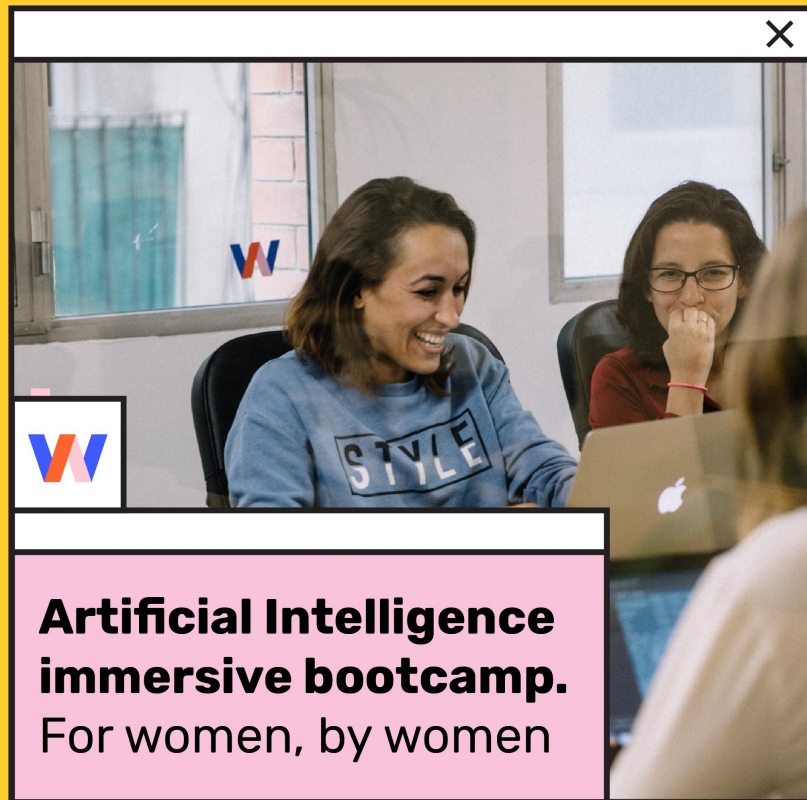 W
STYLE
W
Artificial Intelligence
immersive bootcamp.
For women, by women